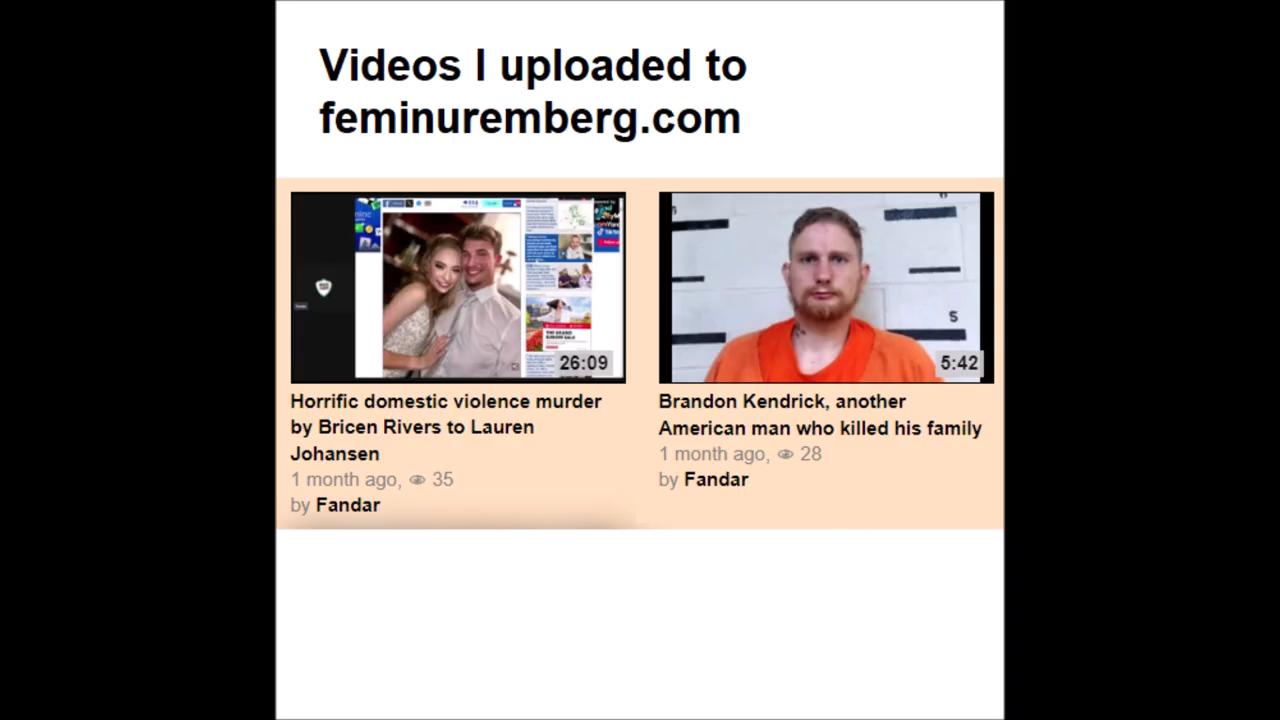 Videos I uploaded to
feminuremberg.com
26:09
5:42
Horrific domestic violence murder
by Bricen Rivers to Lauren
Johansen
1 month ago, 35
by Fandar
Brandon Kendrick, another
American man who killed his family
1 month ago, 28
by Fandar
5